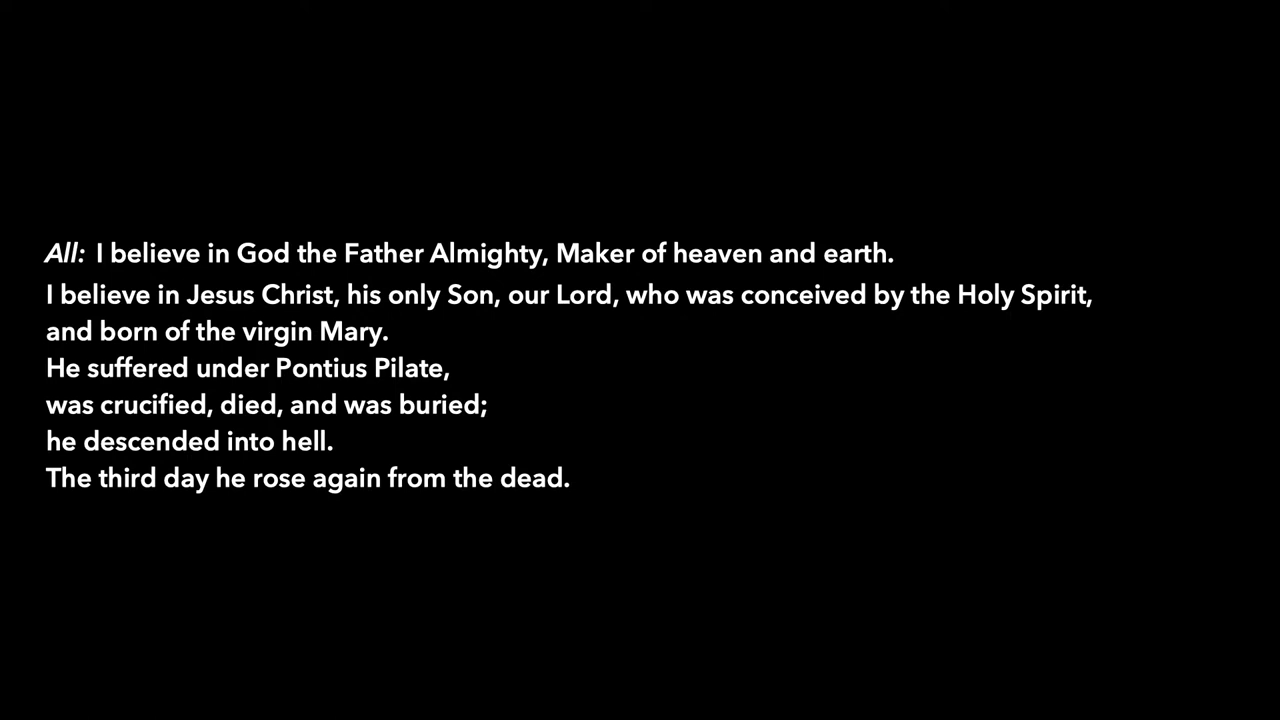 All: I believe in God the Father Almighty, Maker of heaven and earth.
I believe in Jesus Christ, his only Son, our Lord, who was conceived by the Holy Spirit,
and born of the virgin Mary.
He suffered under Pontius Pilate,
was crucified, died, and was buried;
he descended into hell.
The third day he rose again from the dead.